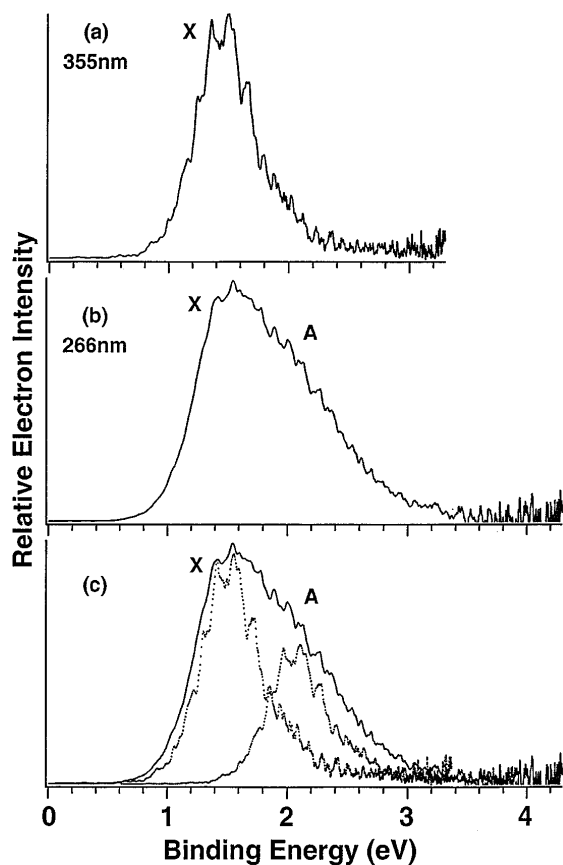 (a)
355nm
X
(b)
266nm
X
A
(c)
X
A
Relative Electron Intensity
0 1 2 3 4
Binding Energy (eV)